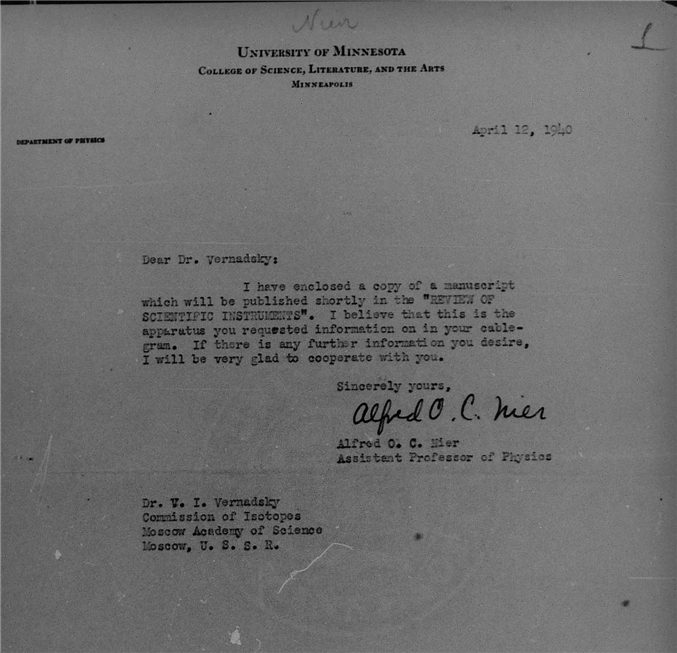 Nier
1
UNIVERSITY OF MINNESOTA
COLLEGE OF SCIENCE, LITERATURE, AND THE ARTS
MINNEAPOLIS
April 12, 1940
DEPARTMENT OF PHYSICS
Dear Dr. Vernadsky:
I have enclosed a copy of a manuscript
which will be published shortly in the "REVIEW OF
SCIENTIFIC INSTRUMENTS". I believe that this is the
apparatus you requested information on in your cable-
gram. If there is any further information you desire,
I will be very glad to cooperate with you.
Sincerely yours,
Alfred O. C. Nier
Alfred O. C. Nier
Assistant Professor of Physics
Dr. V. I. Vernadsky
Commission of Isotopes
Moscow Academy of Science
Moscow, U. S. S. R.